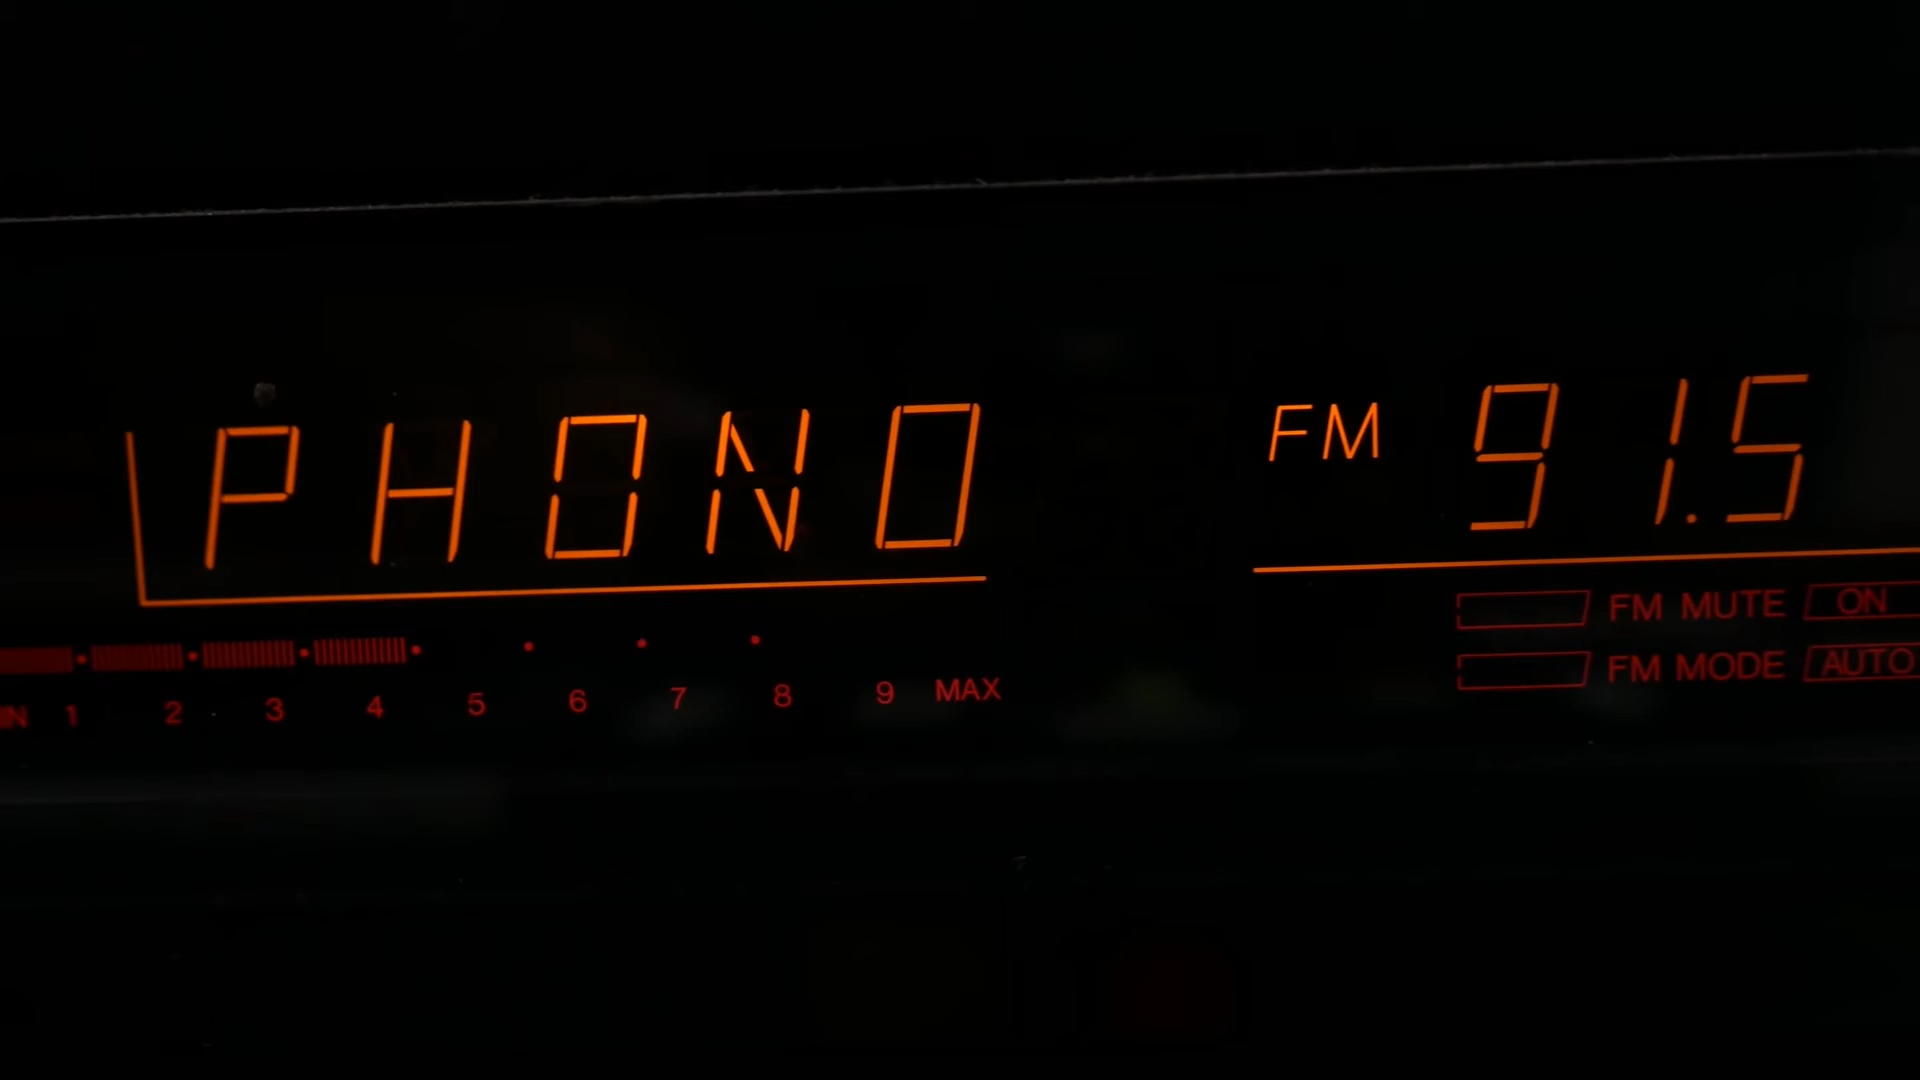 PHONO FM 91.5
FM MUTE ON
FM MODE AUTO
1 2 3 4 5 6 7 8 9 MAX